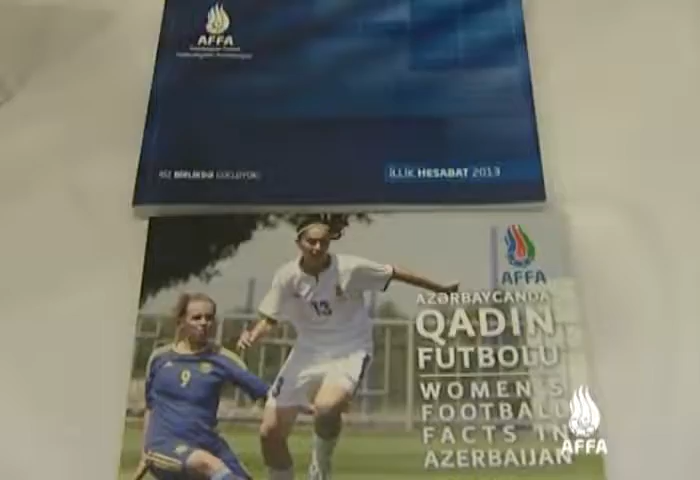 AFFA
BİZ BİRLİKDƏ GÜCLÜYÜK!
İLLİK HESABAT 2013
AFFA
AZƏRBAYCANDA
QADIN
FUTBOLU
WOMEN'S
FOOTBALL
FACTS IN
AZERBAIJAN
13
9
AFFA